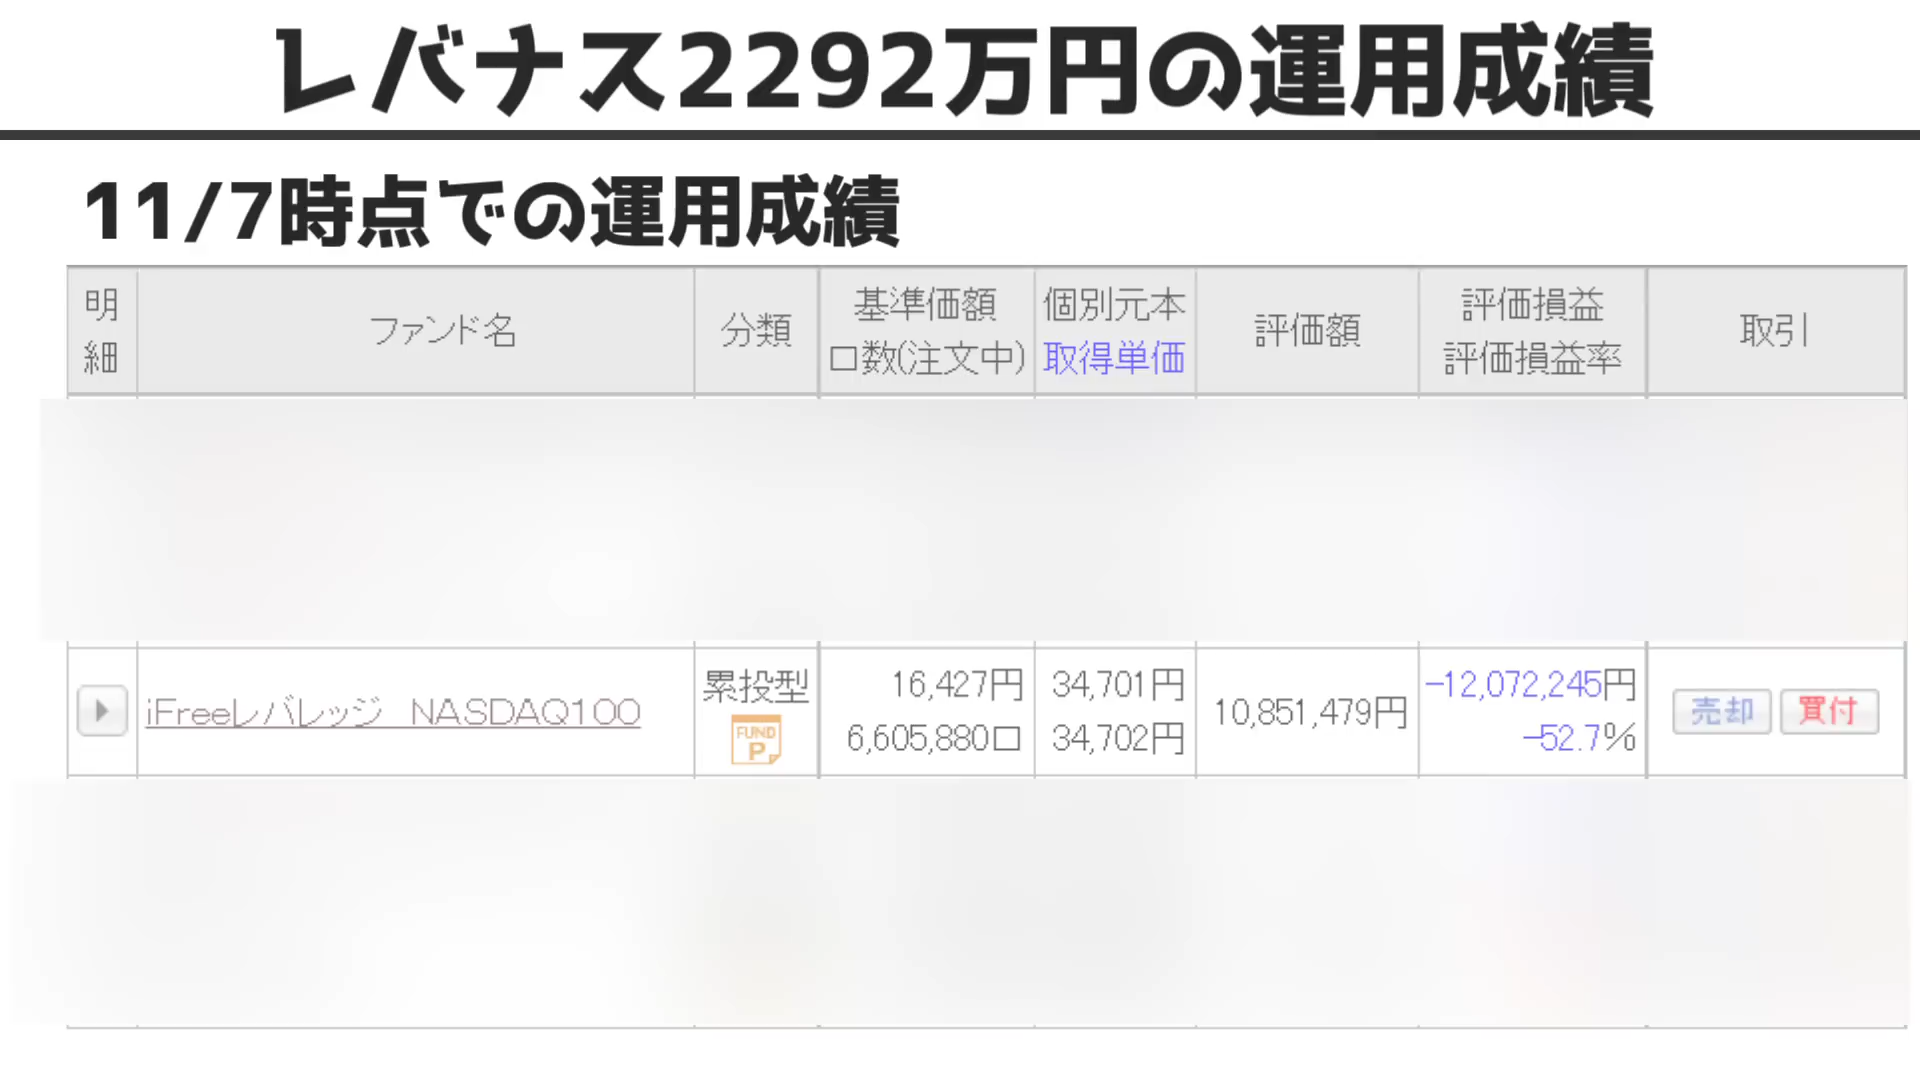 レバナス2292万円の運用成績
11/7時点での運用成績
明細
ファンド名
分類
基準価額
口数(注文中)
個別元本
取得単価
評価額
評価損益
評価損益率
取引
iFreeレバレッジ　NASDAQ100
累投型
FUND
P
16,427円
6,605,880口
34,701円
34,702円
10,851,479円
-12,072,245円
-52.7%
売却
買付